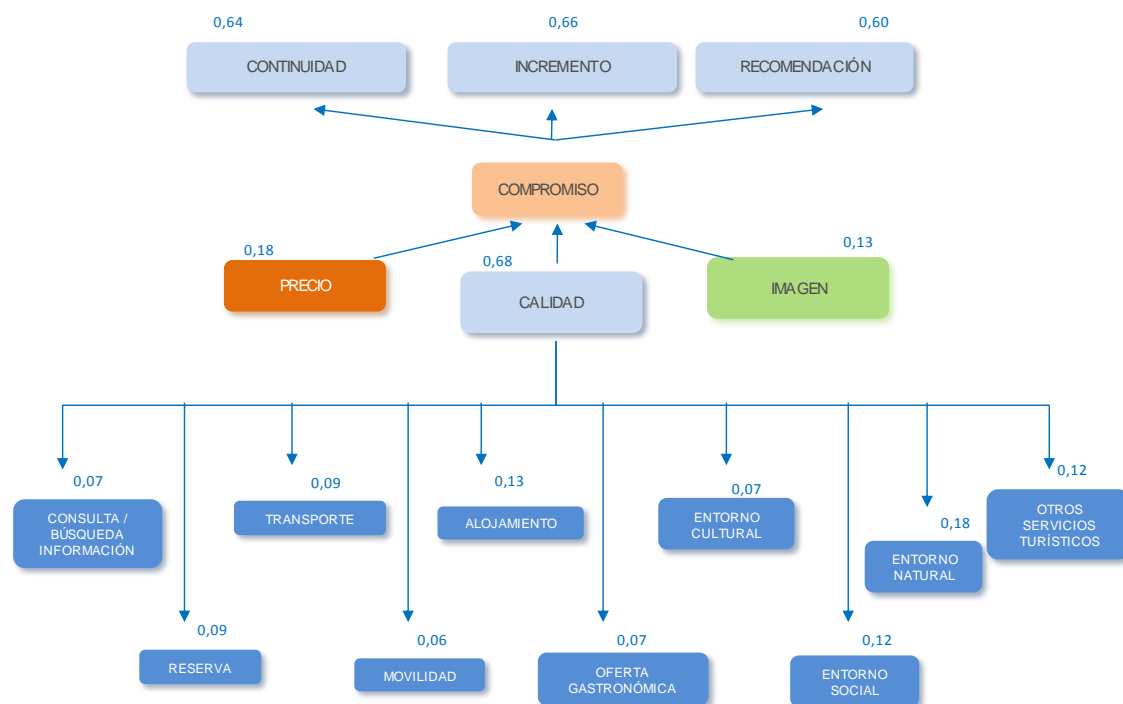 0,64
0,66
0,60
CONTINUIDAD
INCREMENTO
RECOMENDACIÓN
COMPROMISO
0,18
0,68
0,13
PRECIO
CALIDAD
IMAGEN
0,07
0,09
0,13
0,07
0,18
0,12
CONSULTA /
BÚSQUEDA
INFORMACIÓN
TRANSPORTE
ALOJAMIENTO
ENTORNO
CULTURAL
ENTORNO
NATURAL
OTROS
SERVICIOS
TURÍSTICOS
0,09
0,06
0,07
0,12
RESERVA
MOVILIDAD
OFERTA
GASTRONÓMICA
ENTORNO
SOCIAL